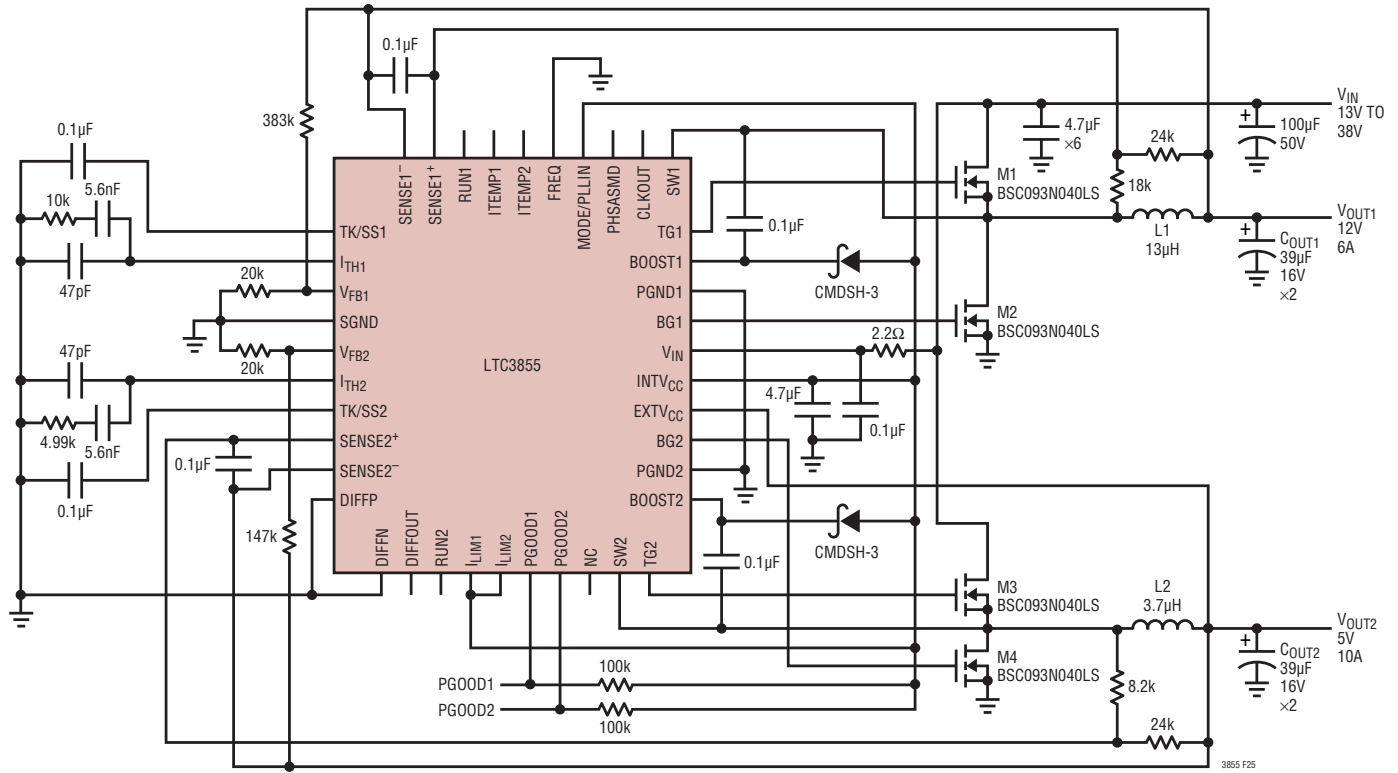 0.1µF
383k
0.1µF
5.6nF
10k
47pF
20k
20k
47pF
4.99k
5.6nF
0.1µF
0.1µF
147k
SENSE1–
SENSE1+
RUN1
ITEMP1
ITEMP2
FREQ
MODE/PLLIN
PHSASMD
CLKOUT
SW1
TK/SS1
ITH1
VFB1
SGND
VFB2
ITH2
TK/SS2
SENSE2+
SENSE2–
DIFFP
LTC3855
TG1
BOOST1
PGND1
BG1
VIN
INTVCC
EXTVCC
BG2
PGND2
BOOST2
DIFFN
DIFFOUT
RUN2
ILIM1
ILIM2
PGOOD1
PGOOD2
NC
SW2
TG2
0.1µF
CMDSH-3
2.2Ω
4.7µF
0.1µF
CMDSH-3
0.1µF
M1
BSC093N040LS
M2
BSC093N040LS
M3
BSC093N040LS
M4
BSC093N040LS
4.7µF
×6
24k
18k
L1
13µH
+
100µF
50V
VIN
13V TO
38V
VOUT1
12V
6A
+
COUT1
39µF
16V
×2
L2
3.7µH
VOUT2
5V
10A
+
COUT2
39µF
16V
×2
8.2k
24k
PGOOD1
100k
PGOOD2
100k
3855 F25